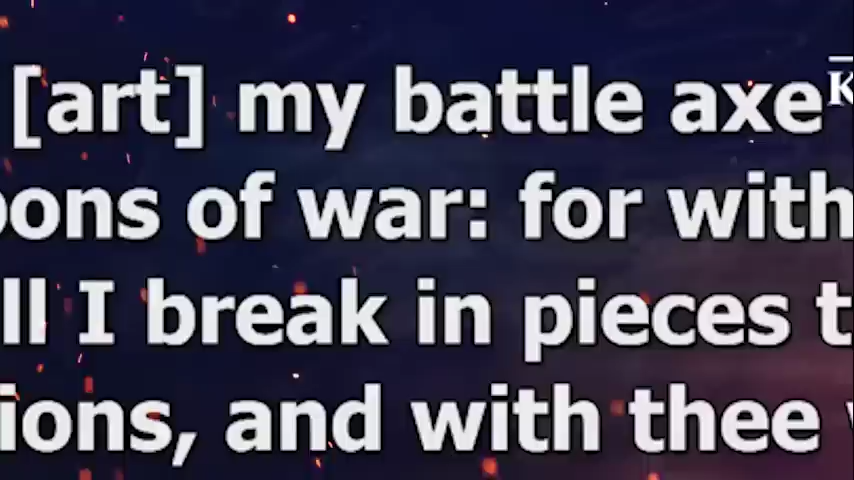 [art] my battle axe
of war: for with
I break in pieces
and with thee